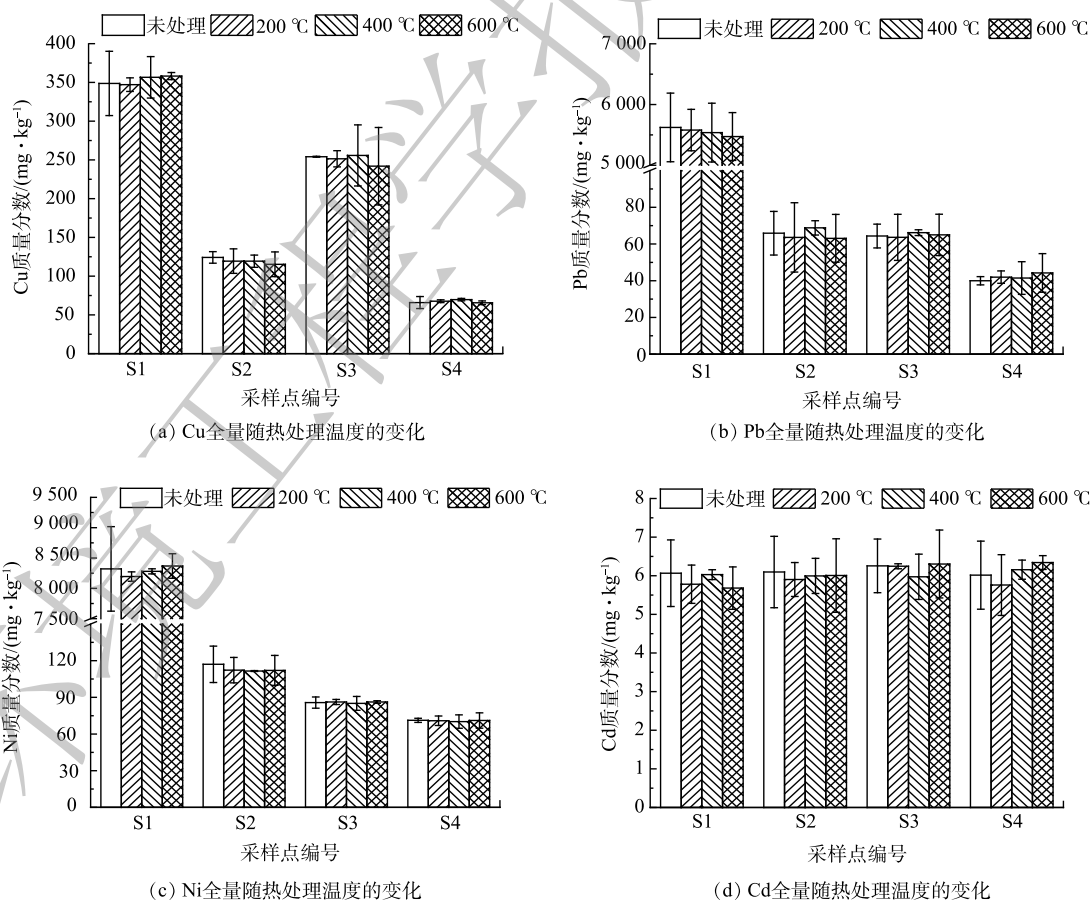 未处理 200 ℃ 400 ℃ 600 ℃
400
350
300
250
200
150
100
50
0
Cu质量分数/(mg·kg⁻¹)
S1 S2 S3 S4
采样点编号
(a) Cu全量随热处理温度的变化
未处理 200 ℃ 400 ℃ 600 ℃
7 000
6 000
5 000
80
60
40
20
0
Pb质量分数/(mg·kg⁻¹)
S1 S2 S3 S4
采样点编号
(b) Pb全量随热处理温度的变化
未处理 200 ℃ 400 ℃ 600 ℃
9 500
9 000
8 500
8 000
7 500
120
90
60
30
0
Ni质量分数/(mg·kg⁻¹)
S1 S2 S3 S4
采样点编号
(c) Ni全量随热处理温度的变化
未处理 200 ℃ 400 ℃ 600 ℃
8
7
6
5
4
3
2
1
0
Cd质量分数/(mg·kg⁻¹)
S1 S2 S3 S4
采样点编号
(d) Cd全量随热处理温度的变化
境工程学报